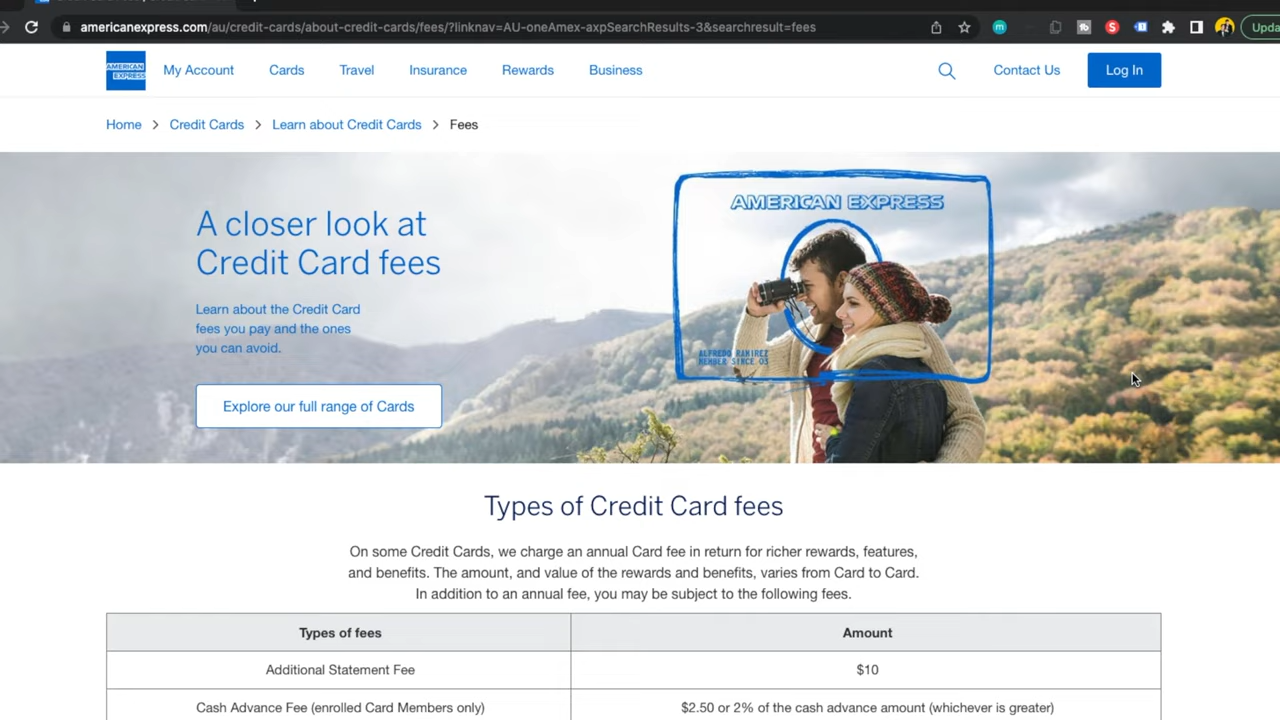 americanexpress.com/au/credit-cards/about-credit-cards/fees/?linknav=AU-oneAmex-axpSearchResults-3&searchresult=fees
AMERICAN EXPRESS
My Account
Cards
Travel
Insurance
Rewards
Business
Contact Us
Log In
Home > Credit Cards > Learn about Credit Cards > Fees
A closer look at
Credit Card fees
Learn about the Credit Card
fees you pay and the ones
you can avoid.
Explore our full range of Cards
AMERICAN EXPRESS
ALFREDO RAMIREZ
MEMBER SINCE 03
Types of Credit Card fees
On some Credit Cards, we charge an annual Card fee in return for richer rewards, features,
and benefits. The amount, and value of the rewards and benefits, varies from Card to Card.
In addition to an annual fee, you may be subject to the following fees.
Types of fees Amount
Additional Statement Fee $10
Cash Advance Fee (enrolled Card Members only) $2.50 or 2% of the cash advance amount (whichever is greater)